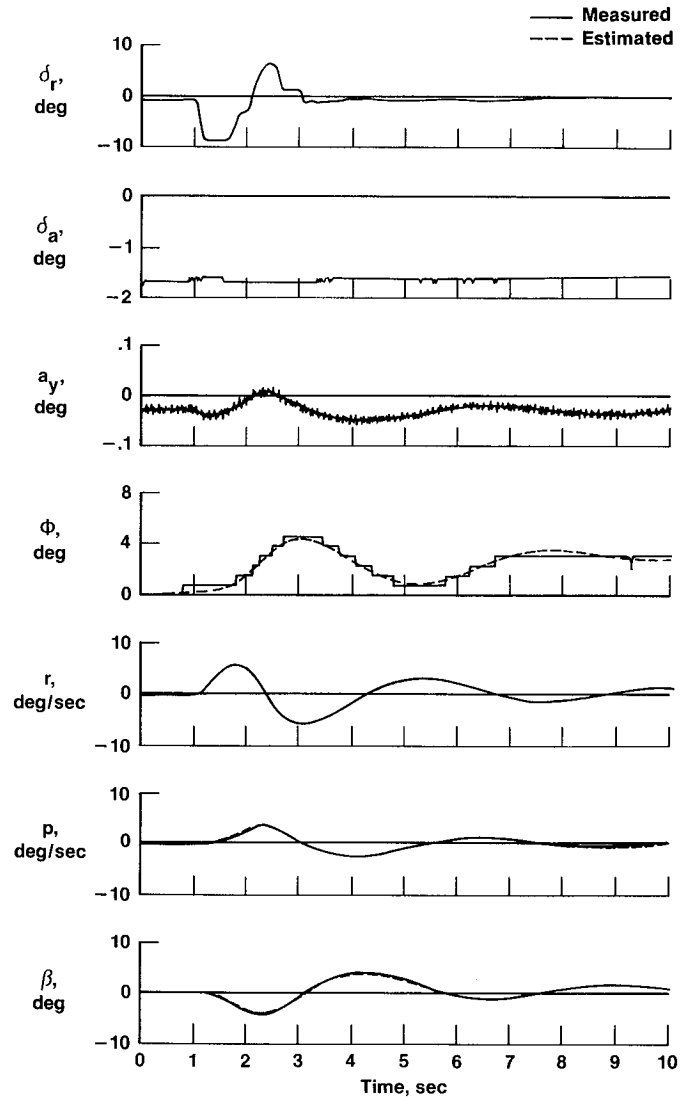 Measured
Estimated
10
δr,
deg
0
−10
0
δa,
deg
−1
−2
.1
ay,
deg
0
−.1
8
Φ,
deg
4
0
10
r,
deg/sec
0
−10
10
p,
deg/sec
0
−10
10
β,
deg
0
−10
0 1 2 3 4 5 6 7 8 9 10
Time, sec